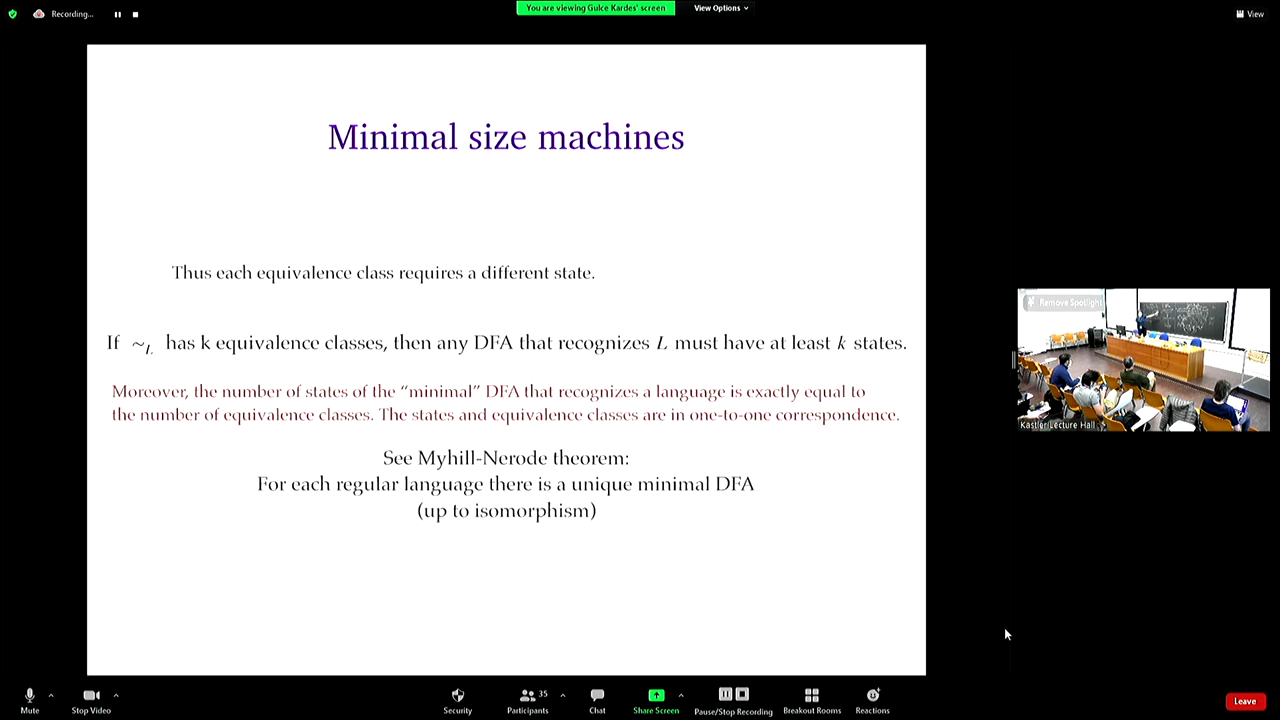 Recording...
You are viewing Gulce Kardes' screen
View Options
View
Minimal size machines
Thus each equivalence class requires a different state.
If ~L has k equivalence classes, then any DFA that recognizes L must have at least k states.
Moreover, the number of states of the “minimal” DFA that recognizes a language is exactly equal to
the number of equivalence classes. The states and equivalence classes are in one-to-one correspondence.
See Myhill-Nerode theorem:
For each regular language there is a unique minimal DFA
(up to isomorphism)
Remove Spotlight
Kastler Lecture Hall
Mute
Stop Video
Security
Participants
35
Chat
Share Screen
Pause/Stop Recording
Breakout Rooms
Reactions
Leave